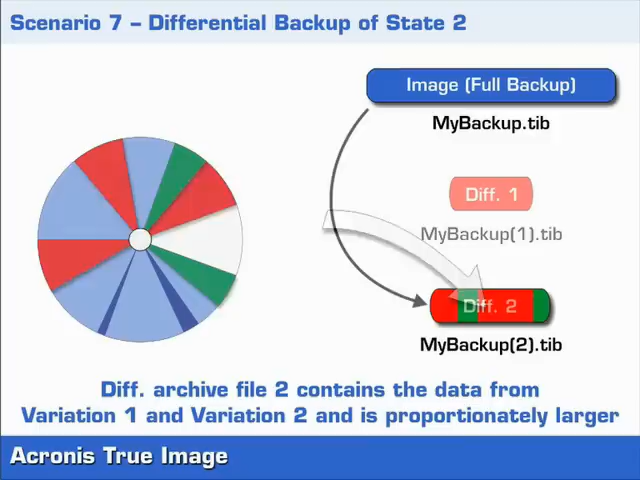 Scenario 7 – Differential Backup of State 2
Image (Full Backup)
MyBackup.tib
Diff. 1
MyBackup(1).tib
Diff. 2
MyBackup(2).tib
Diff. archive file 2 contains the data from
Variation 1 and Variation 2 and is proportionately larger
Acronis True Image